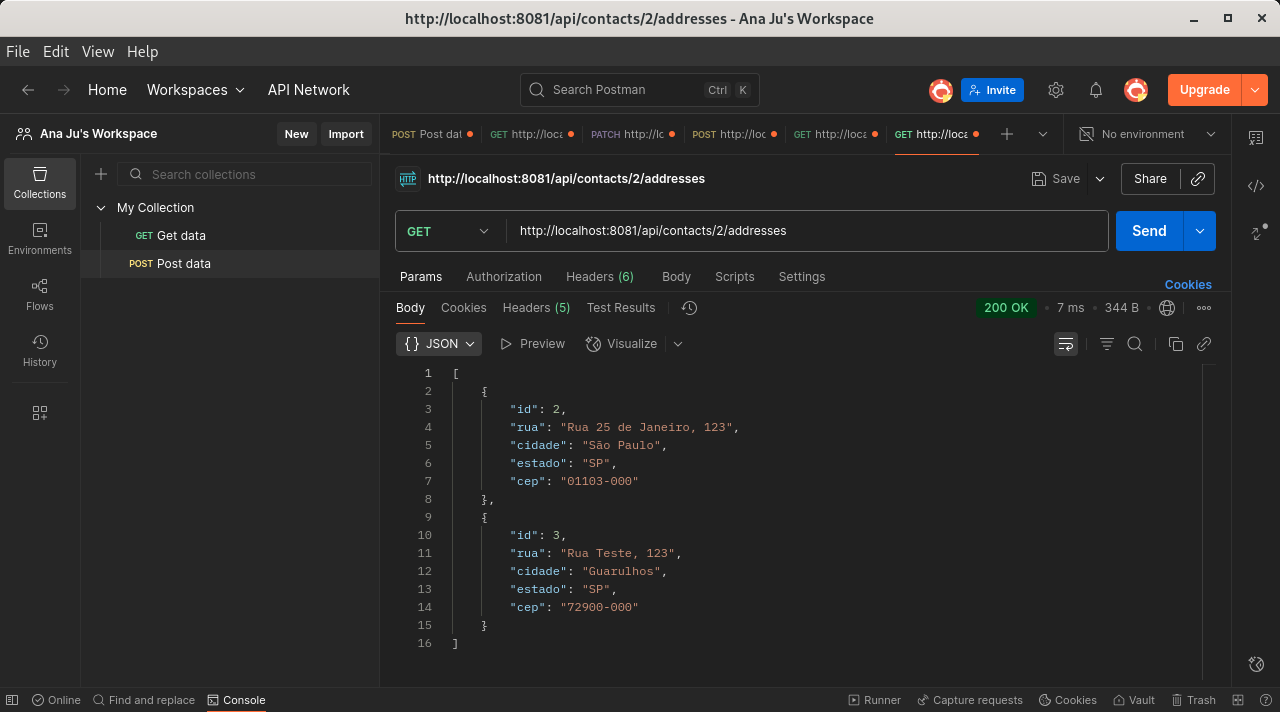 http://localhost:8081/api/contacts/2/addresses - Ana Ju's Workspace
File Edit View Help
Home Workspaces API Network Search Postman Ctrl K Invite Upgrade
Ana Ju's Workspace New Import
POST Post dat GET http://loca PATCH http://lc POST http://loc GET http://loca GET http://loca No environment
Collections
Environments
Flows
History
Search collections
My Collection
GET Get data
POST Post data
HTTP http://localhost:8081/api/contacts/2/addresses Save Share
GET http://localhost:8081/api/contacts/2/addresses Send
Params Authorization Headers (6) Body Scripts Settings
Cookies
Body Cookies Headers (5) Test Results 200 OK • 7 ms • 344 B
{} JSON Preview Visualize
1 [
2 {
3 "id": 2,
4 "rua": "Rua 25 de Janeiro, 123",
5 "cidade": "São Paulo",
6 "estado": "SP",
7 "cep": "01103-000"
8 },
9 {
10 "id": 3,
11 "rua": "Rua Teste, 123",
12 "cidade": "Guarulhos",
13 "estado": "SP",
14 "cep": "72900-000"
15 }
16 ]
Online Find and replace Console Runner Capture requests Cookies Vault Trash